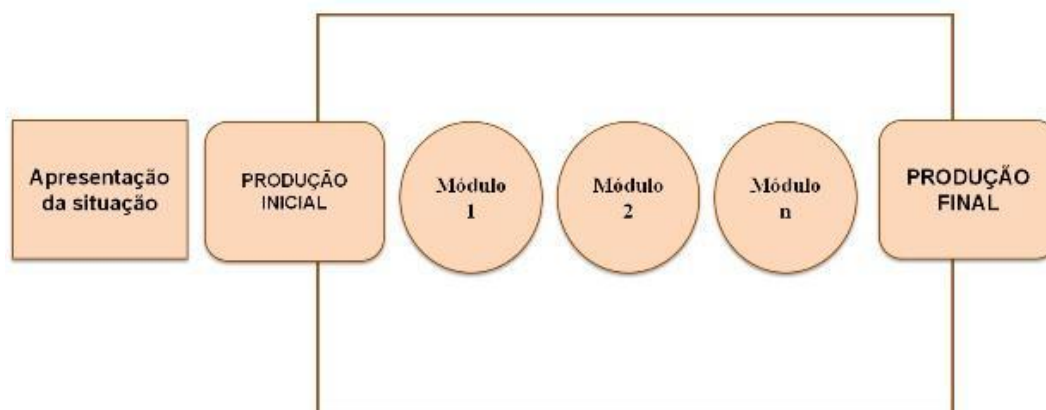 Apresentação
da situação
PRODUÇÃO
INICIAL
Módulo
1
Módulo
2
Módulo
n
PRODUÇÃO
FINAL